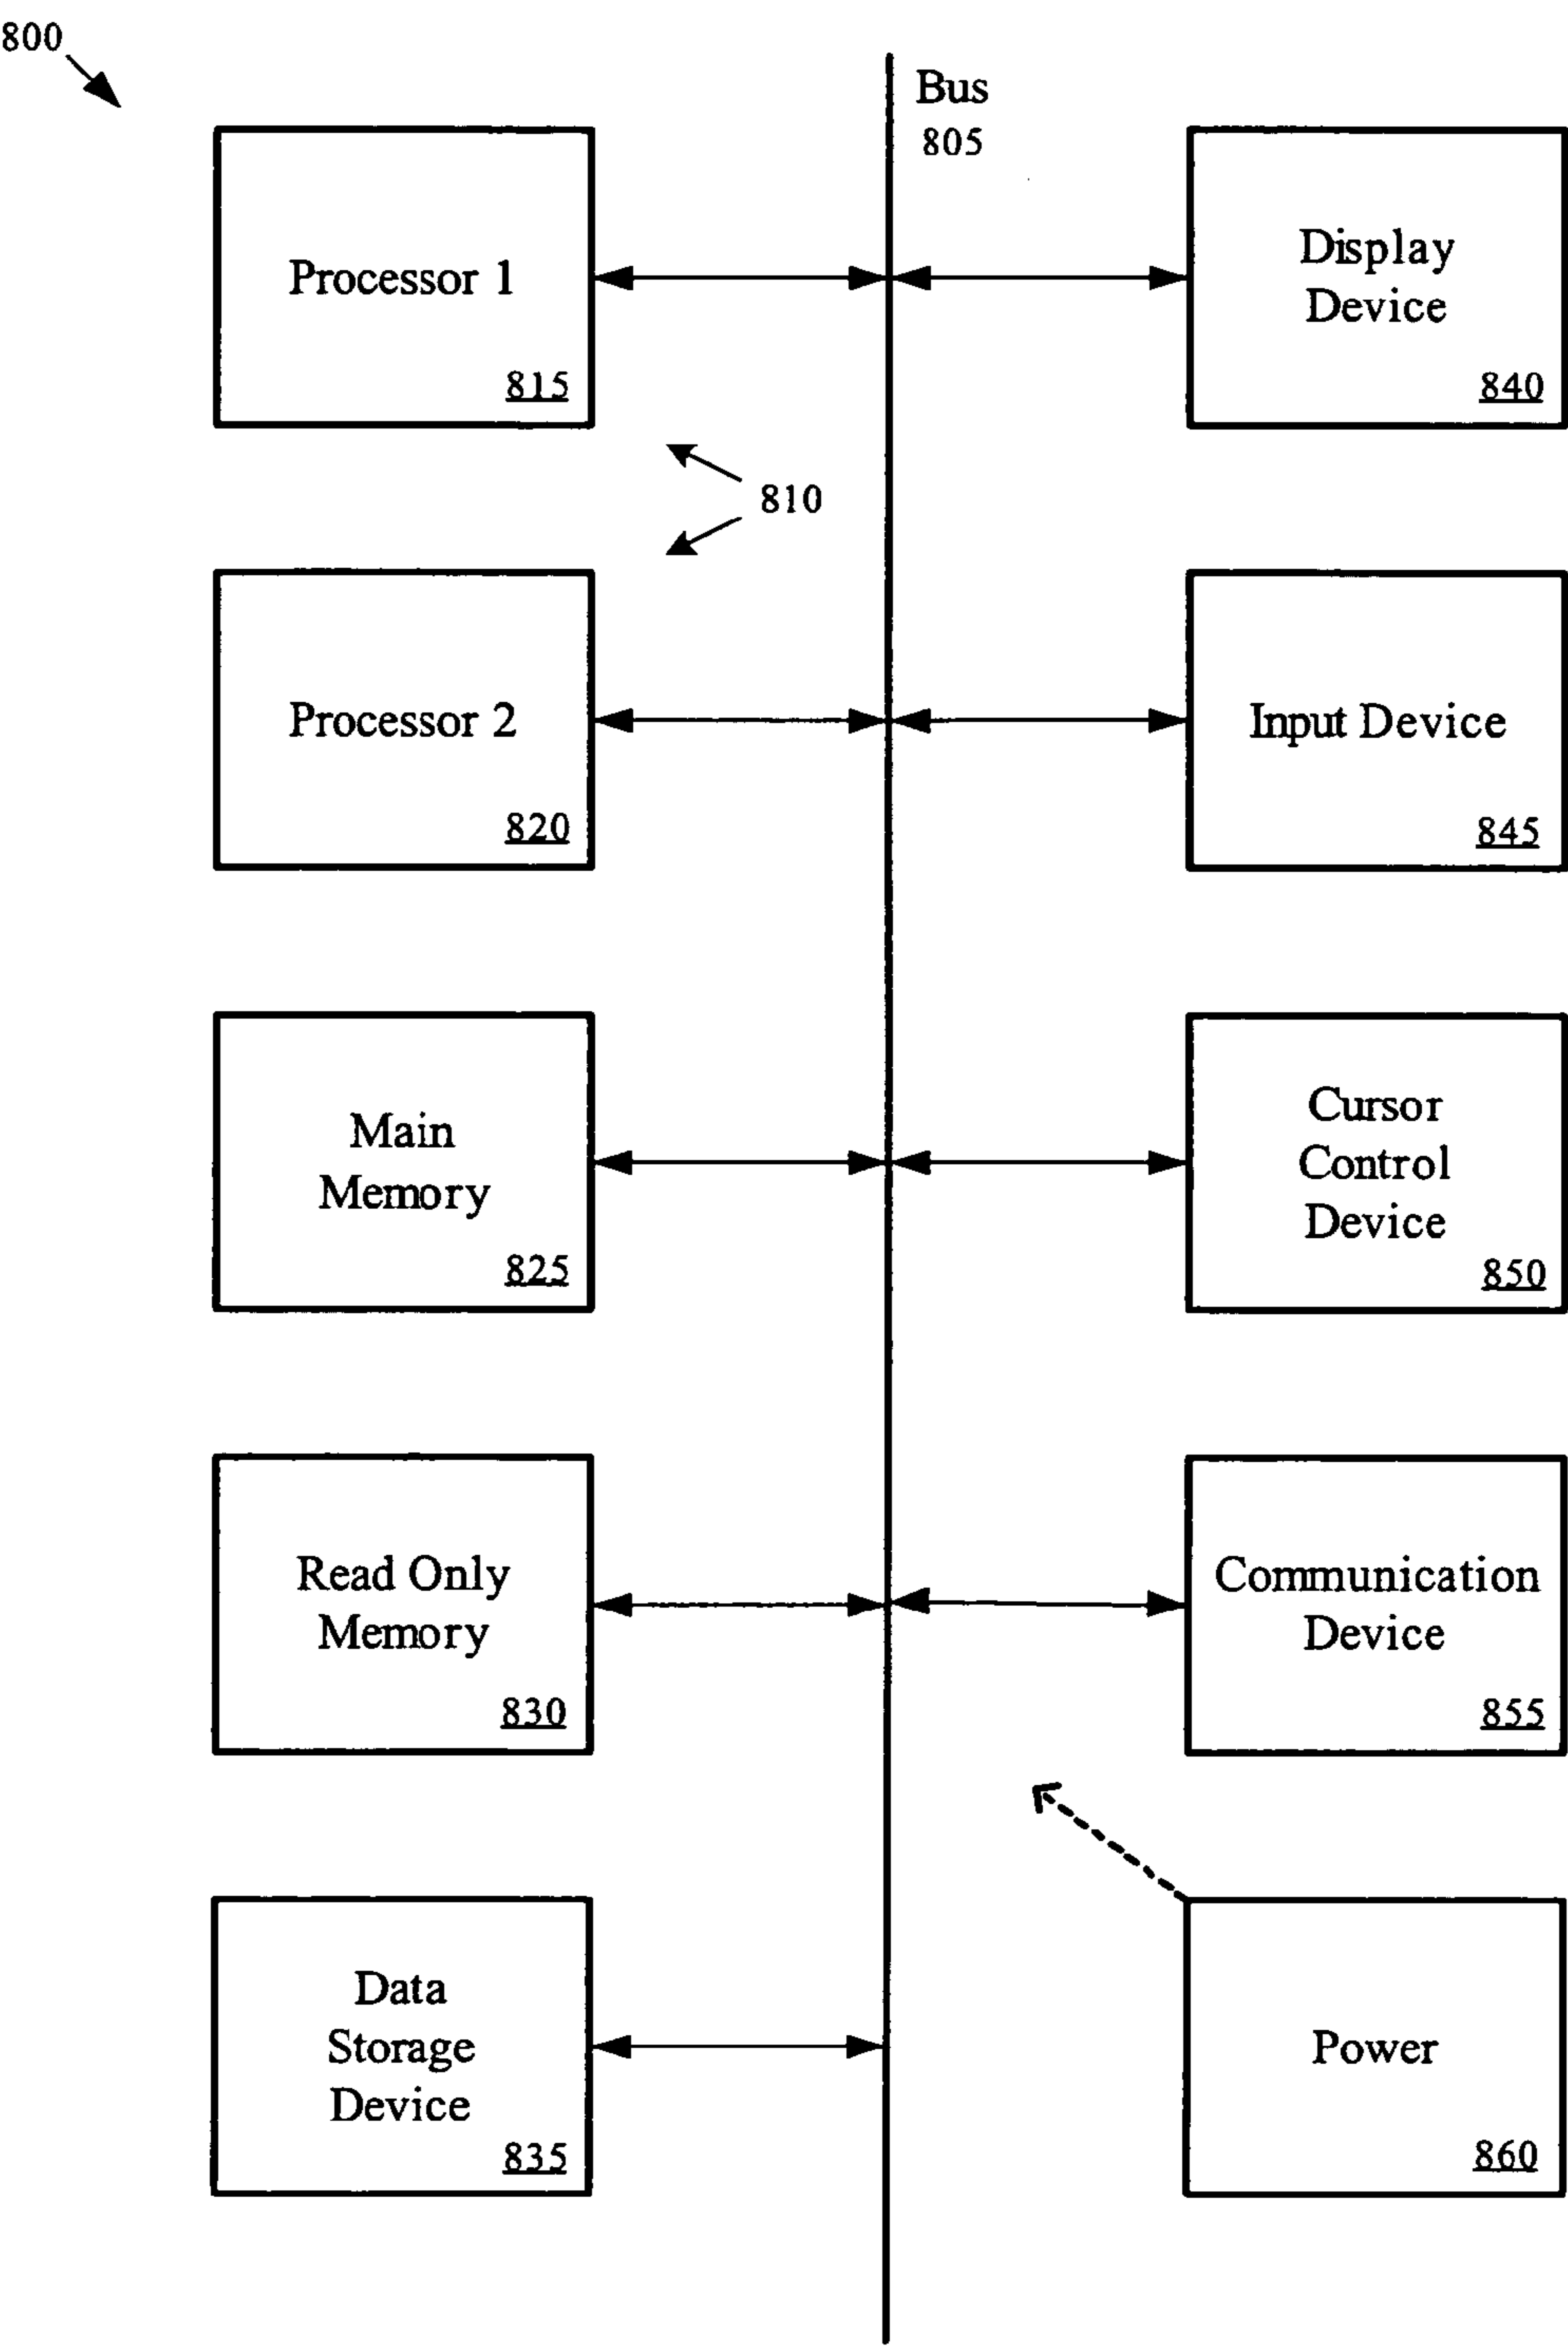 800
Bus
805
Processor 1
815
Display
Device
840
810
Processor 2
820
Input Device
845
Main
Memory
825
Cursor
Control
Device
850
Read Only
Memory
830
Communication
Device
855
Data
Storage
Device
835
Power
860